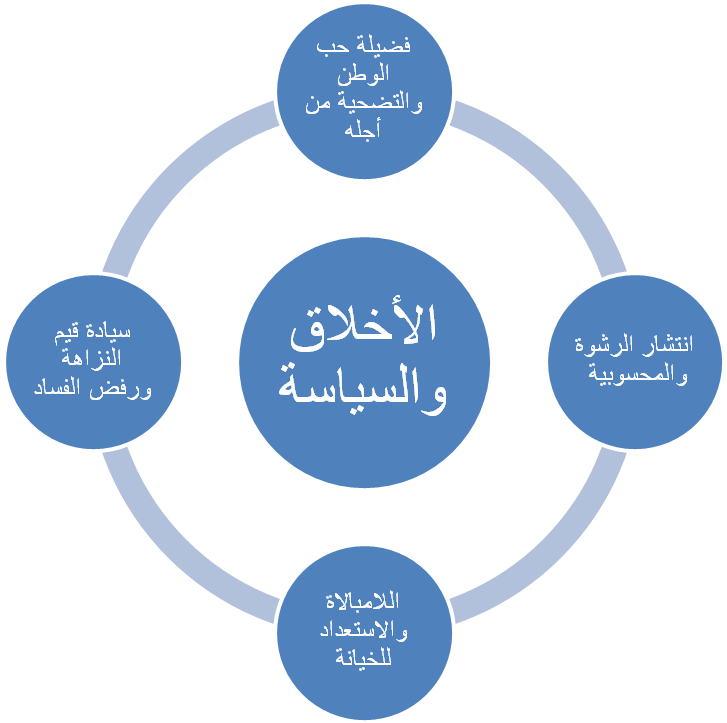 فضيلة حب
الوطن
والتضحية من
أجله
انتشار الرشوة
والمحسوبية
الأخلاق
والسياسة
سيادة قيم
النزاهة
ورفض الفساد
اللامبالاة
والاستعداد
للخيانة